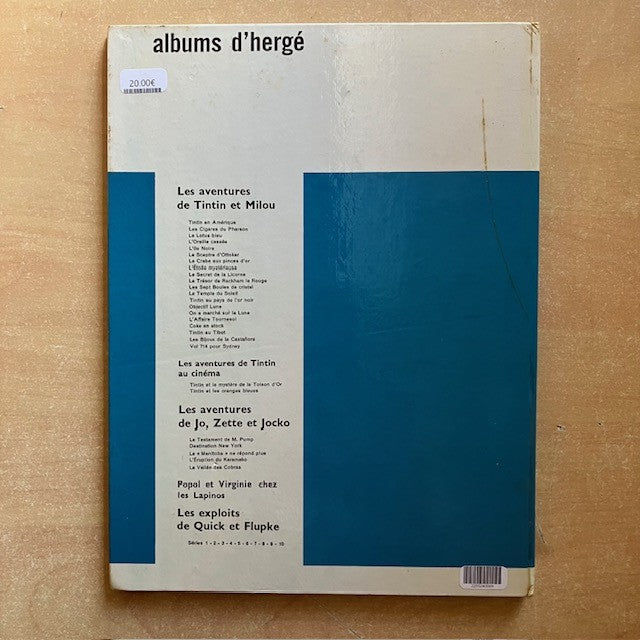 albums d'hergé
20.00€
Les aventures
de Tintin et Milou
Tintin en Amérique
Les Cigares du Pharaon
Le Lotus bleu
L'Oreille cassée
L'Ile Noire
Le Sceptre d'Ottokar
Le Crabe aux pinces d'or
L'Étoile mystérieuse
Le Secret de la Licorne
Le Trésor de Rackham le Rouge
Les Sept Boules de cristal
Le Temple du Soleil
Tintin au pays de l'or noir
Objectif Lune
On a marché sur la Lune
L'Affaire Tournesol
Coke en stock
Tintin au Tibet
Les Bijoux de la Castafiore
Vol 714 pour Sydney
Les aventures de Tintin
au cinéma
Tintin et le mystère de la Toison d'Or
Tintin et les oranges bleues
Les aventures
de Jo, Zette et Jocko
Le Testament de M. Pump
Destination New York
Le « Manitoba » ne répond plus
L'Éruption du Karamako
La Vallée des Cobras
Popol et Virginie chez
les Lapinos
Les exploits
de Quick et Flupke
Séries 1 - 2 - 3 - 4 - 5 - 6 - 7 - 8 - 9 - 10